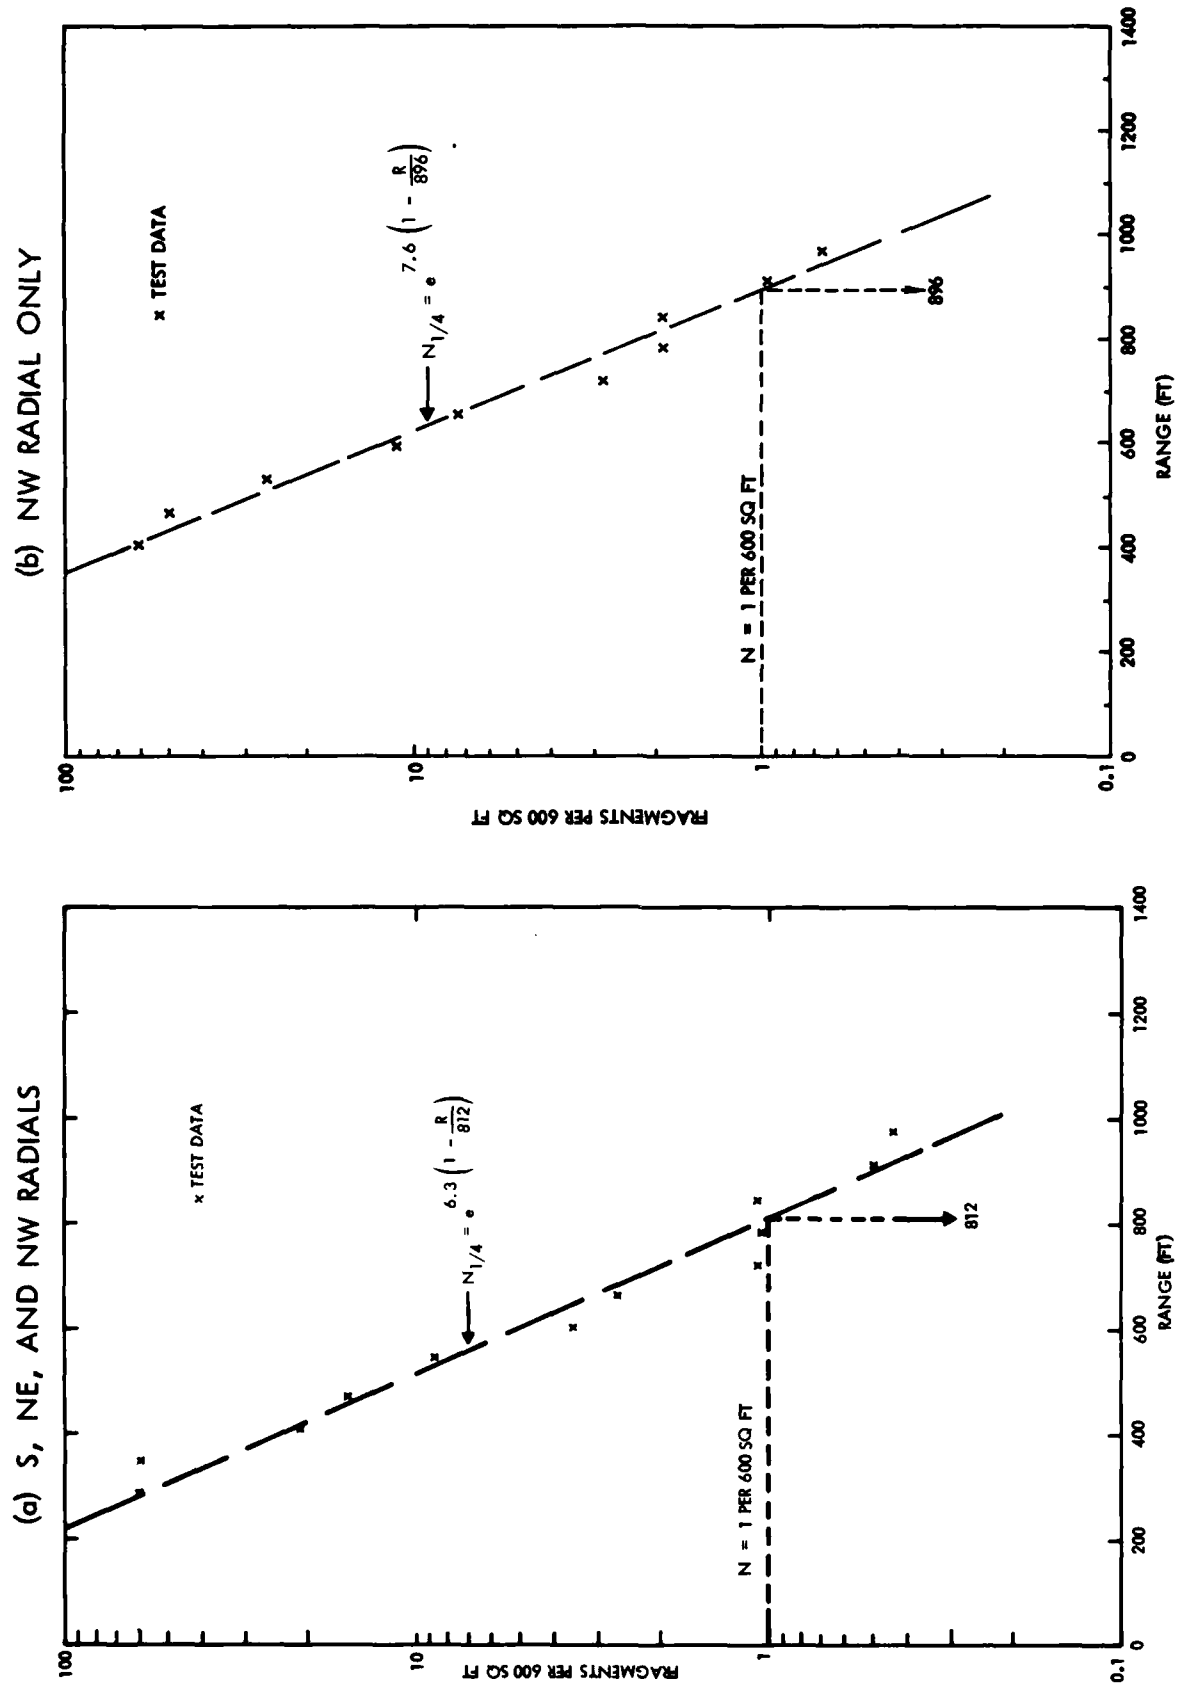 (a) S, NE, AND NW RADIALS
FRAGMENTS PER 600 SQ FT
100
10
1
0.1
x TEST DATA
N1/4 = e 6.3 (1 - R/812)
N = 1 PER 600 SQ FT
812
0 200 400 600 800 1000 1200 1400
RANGE (FT)
(b) NW RADIAL ONLY
FRAGMENTS PER 600 SQ FT
100
10
1
0.1
x TEST DATA
N1/4 = e 7.6 (1 - R/896)
N = 1 PER 600 SQ FT
896
0 200 400 600 800 1000 1200 1400
RANGE (FT)